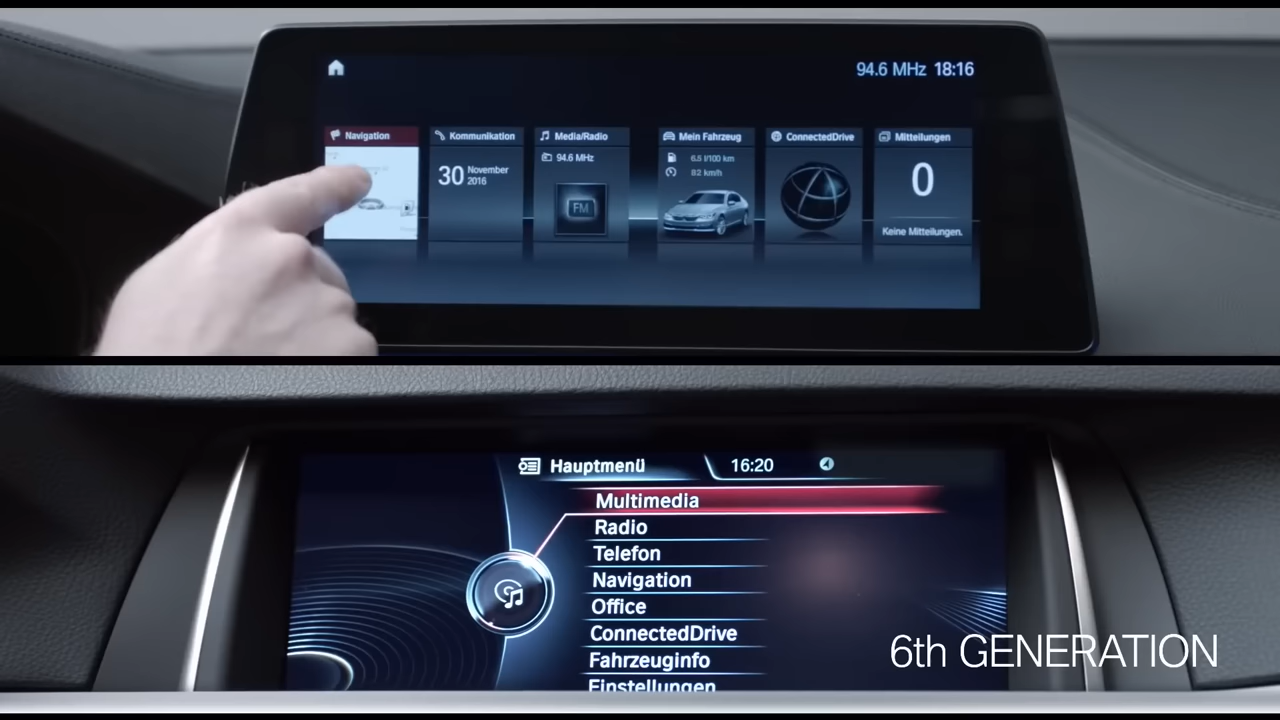 94.6 MHz 18:16
Navigation
Kommunikation
Media/Radio
Mein Fahrzeug
ConnectedDrive
Mitteilungen
30 November
2016
94.6 MHz
FM
6.5 l/100 km
82 km/h
0
Keine Mitteilungen.
Hauptmenü
16:20
Multimedia
Radio
Telefon
Navigation
Office
ConnectedDrive
Fahrzeuginfo
Einstellungen
6th GENERATION